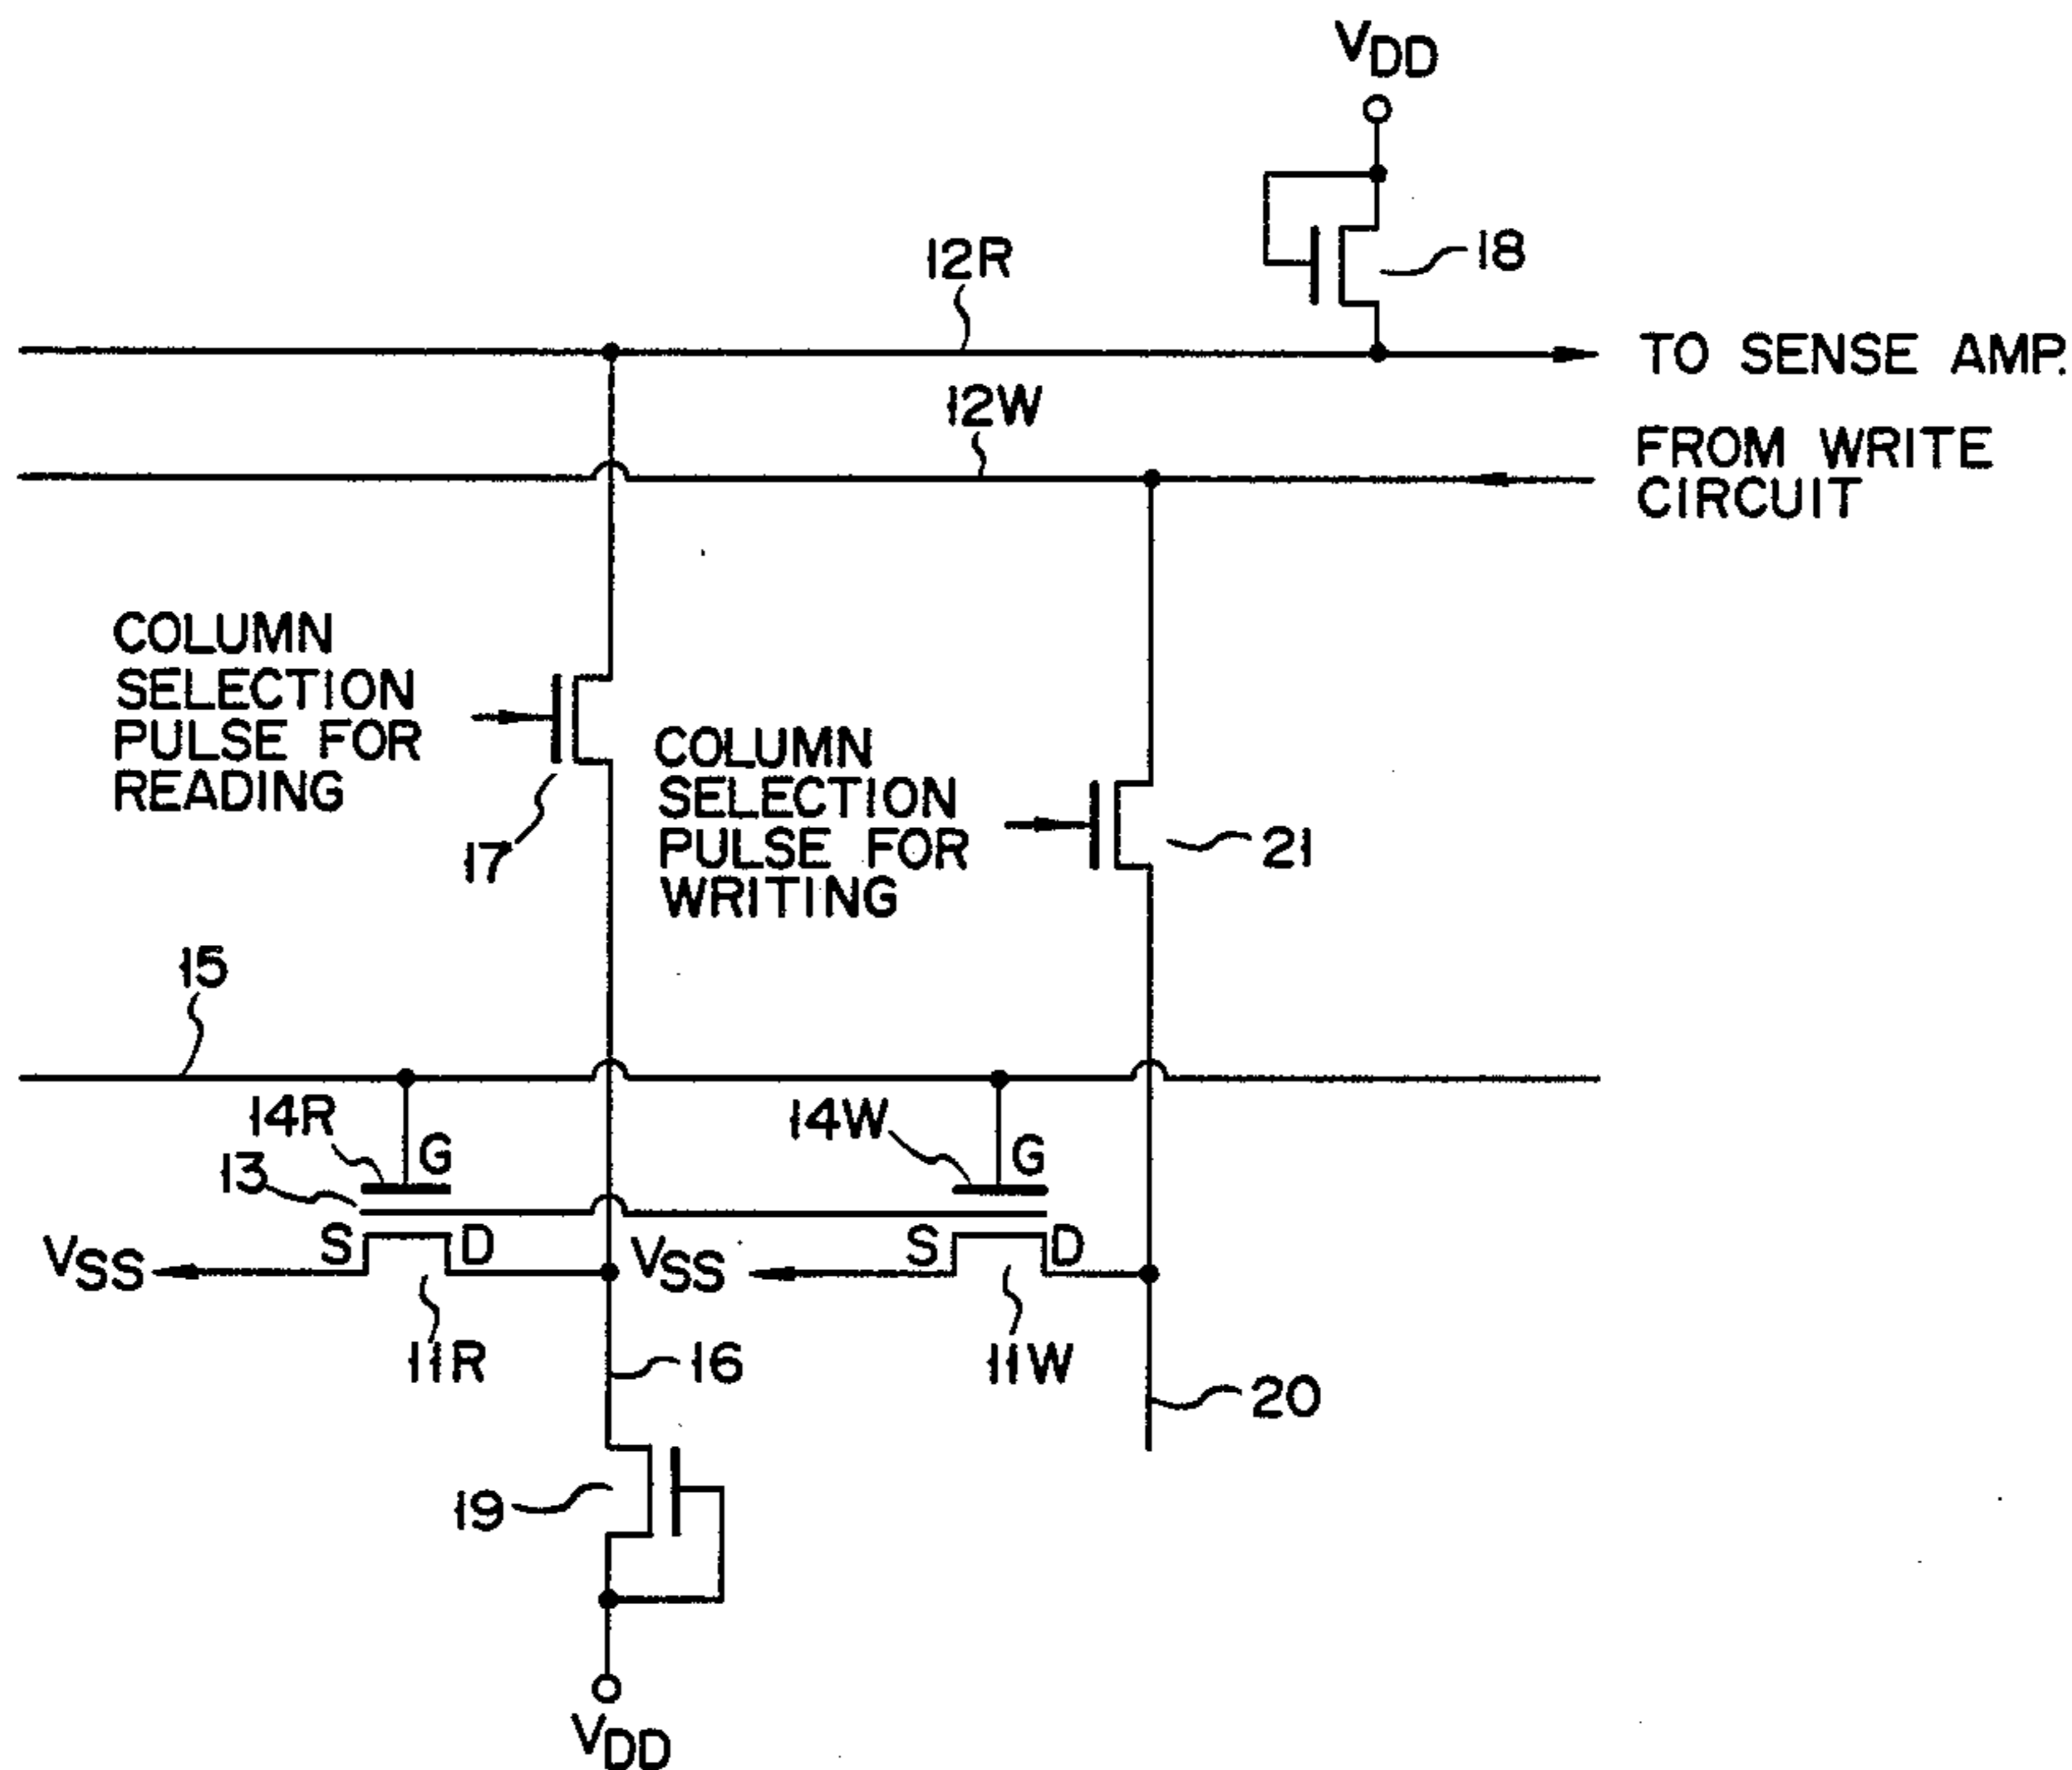 VDD
18
12R
TO SENSE AMP.
12W
FROM WRITE
CIRCUIT
COLUMN
SELECTION
PULSE FOR
READING
17
COLUMN
SELECTION
PULSE FOR
WRITING
21
15
14R
G
14W
G
13
S
D
S
D
VSS
VSS
11R
16
11W
20
19
VDD